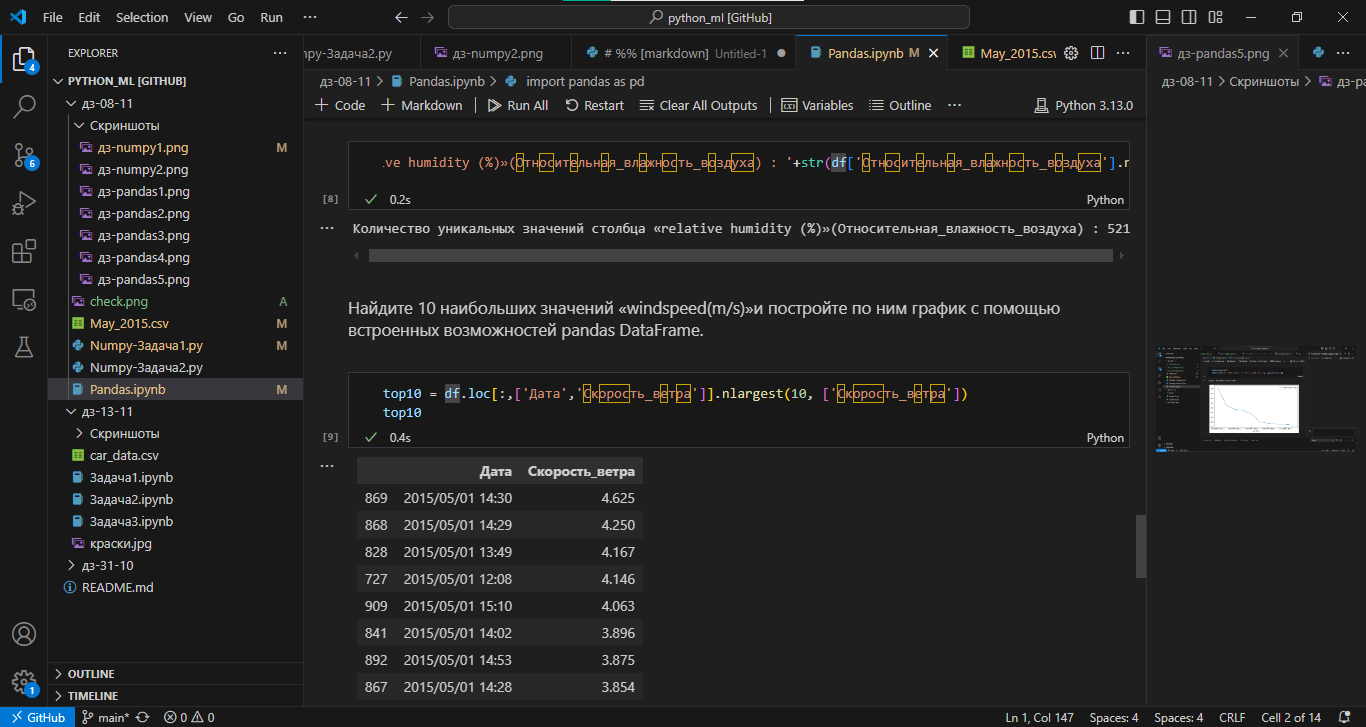 File Edit Selection View Go Run ··· python_ml [GitHub]
EXPLORER ···
PYTHON_ML [GITHUB]
дз-08-11
Скриншоты
дз-numpy1.png M
дз-numpy2.png
дз-pandas1.png
дз-pandas2.png
дз-pandas3.png
дз-pandas4.png
дз-pandas5.png
check.png A
May_2015.csv M
Numpy-Задача1.py M
Numpy-Задача2.py
Pandas.ipynb M
дз-13-11
Скриншоты
car_data.csv
Задача1.ipynb
Задача2.ipynb
Задача3.ipynb
краски.jpg
дз-31-10
README.md
OUTLINE
TIMELINE
4
6
1
mpy-Задача2.py дз-numpy2.png # %% [markdown] Untitled-1 Pandas.ipynb M May_2015.csv ···
дз-08-11 > Pandas.ipynb > import pandas as pd
Code Markdown Run All Restart Clear All Outputs Variables Outline ··· Python 3.13.0
.ve humidity (%)»(Относительная_влажность_воздуха) : '+str(df['Относительная_влажность_воздуха'].n
[8] 0.2s Python
Количество уникальных значений столбца «relative humidity (%)»(Относительная_влажность_воздуха) : 521
Найдите 10 наибольших значений «windspeed(m/s)»и постройте по ним график с помощью
встроенных возможностей pandas DataFrame.
top10 = df.loc[:,['Дата','Скорость_ветра']].nlargest(10, ['Скорость_ветра'])
top10
[9] 0.4s Python
Дата Скорость_ветра
869 2015/05/01 14:30 4.625
868 2015/05/01 14:29 4.250
828 2015/05/01 13:49 4.167
727 2015/05/01 12:08 4.146
909 2015/05/01 15:10 4.063
841 2015/05/01 14:02 3.896
892 2015/05/01 14:53 3.875
867 2015/05/01 14:28 3.854
дз-pandas5.png ···
дз-08-11 > Скриншоты > дз-pa
GitHub main* 0 0 Ln 1, Col 147 Spaces: 4 Spaces: 4 CRLF Cell 2 of 14